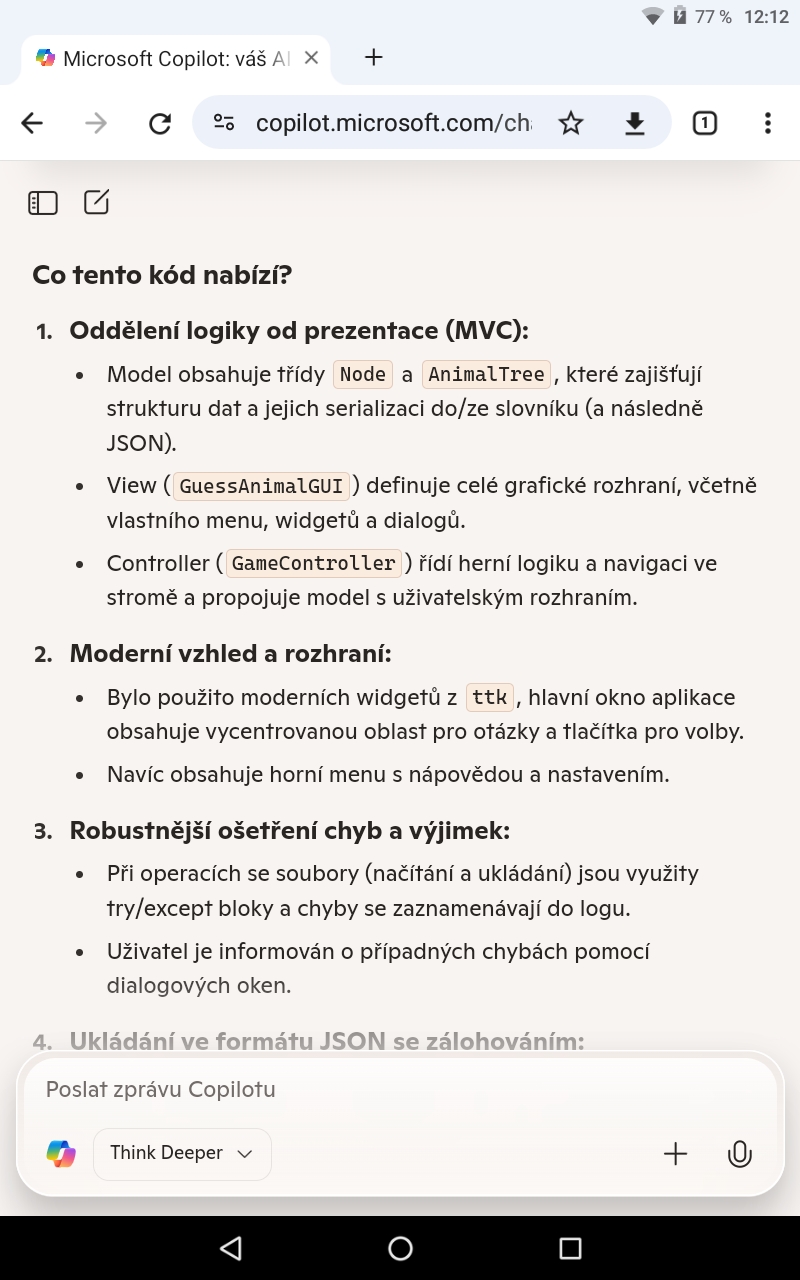 77 % 12:12
Microsoft Copilot: váš AI
copilot.microsoft.com/ch
1
Co tento kód nabízí?
1. Oddělení logiky od prezentace (MVC):
• Model obsahuje třídy Node a AnimalTree, které zajišťují
strukturu dat a jejich serializaci do/ze slovníku (a následně
JSON).
• View (GuessAnimalGUI) definuje celé grafické rozhraní, včetně
vlastního menu, widgetů a dialogů.
• Controller (GameController) řídí herní logiku a navigaci ve
stromě a propojuje model s uživatelským rozhraním.
2. Moderní vzhled a rozhraní:
• Bylo použito moderních widgetů z ttk, hlavní okno aplikace
obsahuje vycentrovanou oblast pro otázky a tlačítka pro volby.
• Navíc obsahuje horní menu s nápovědou a nastavením.
3. Robustnější ošetření chyb a výjimek:
• Při operacích se soubory (načítání a ukládání) jsou využity
try/except bloky a chyby se zaznamenávají do logu.
• Uživatel je informován o případných chybách pomocí
dialogových oken.
4. Ukládání ve formátu JSON se zálohováním:
Poslat zprávu Copilotu
Think Deeper